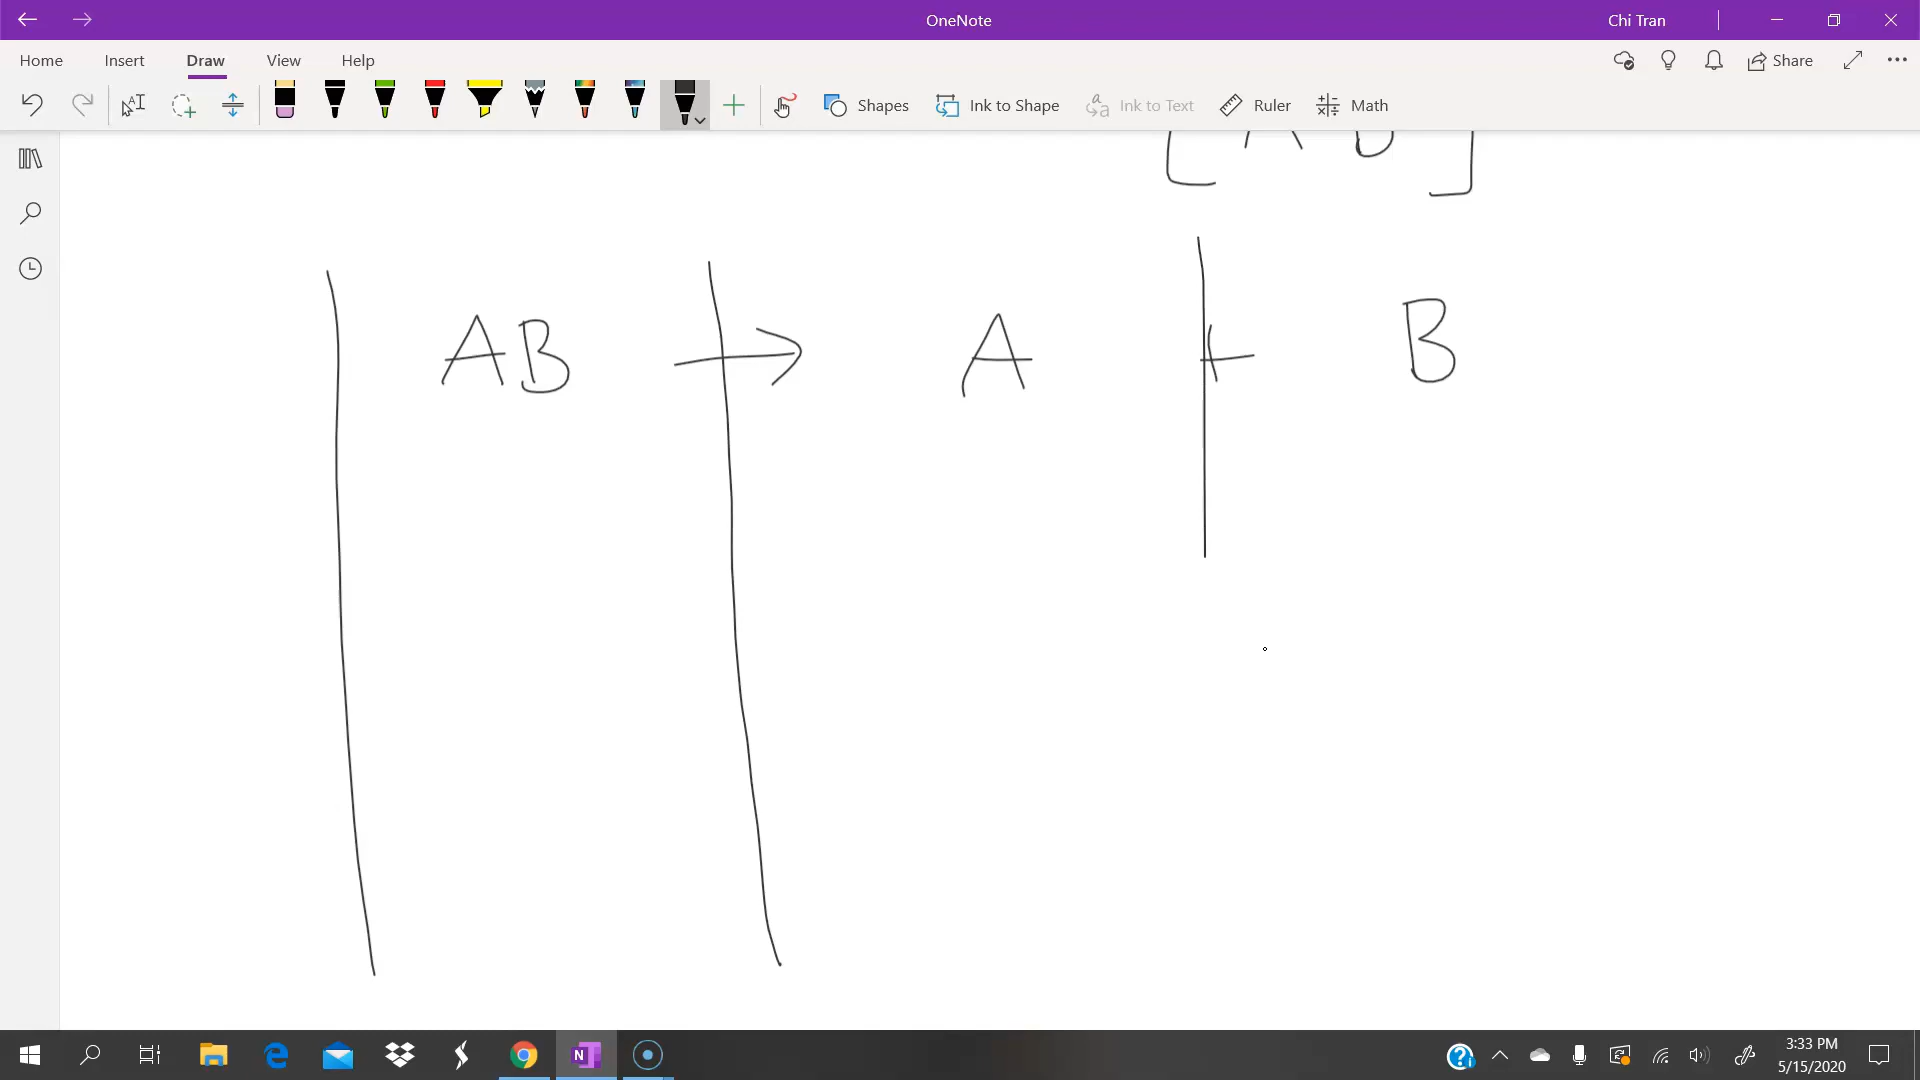 OneNote
Chi Tran
Home Insert Draw View Help
Share
Shapes Ink to Shape Ink to Text Ruler Math
[ A B ]
AB → A + B
3:33 PM
5/15/2020